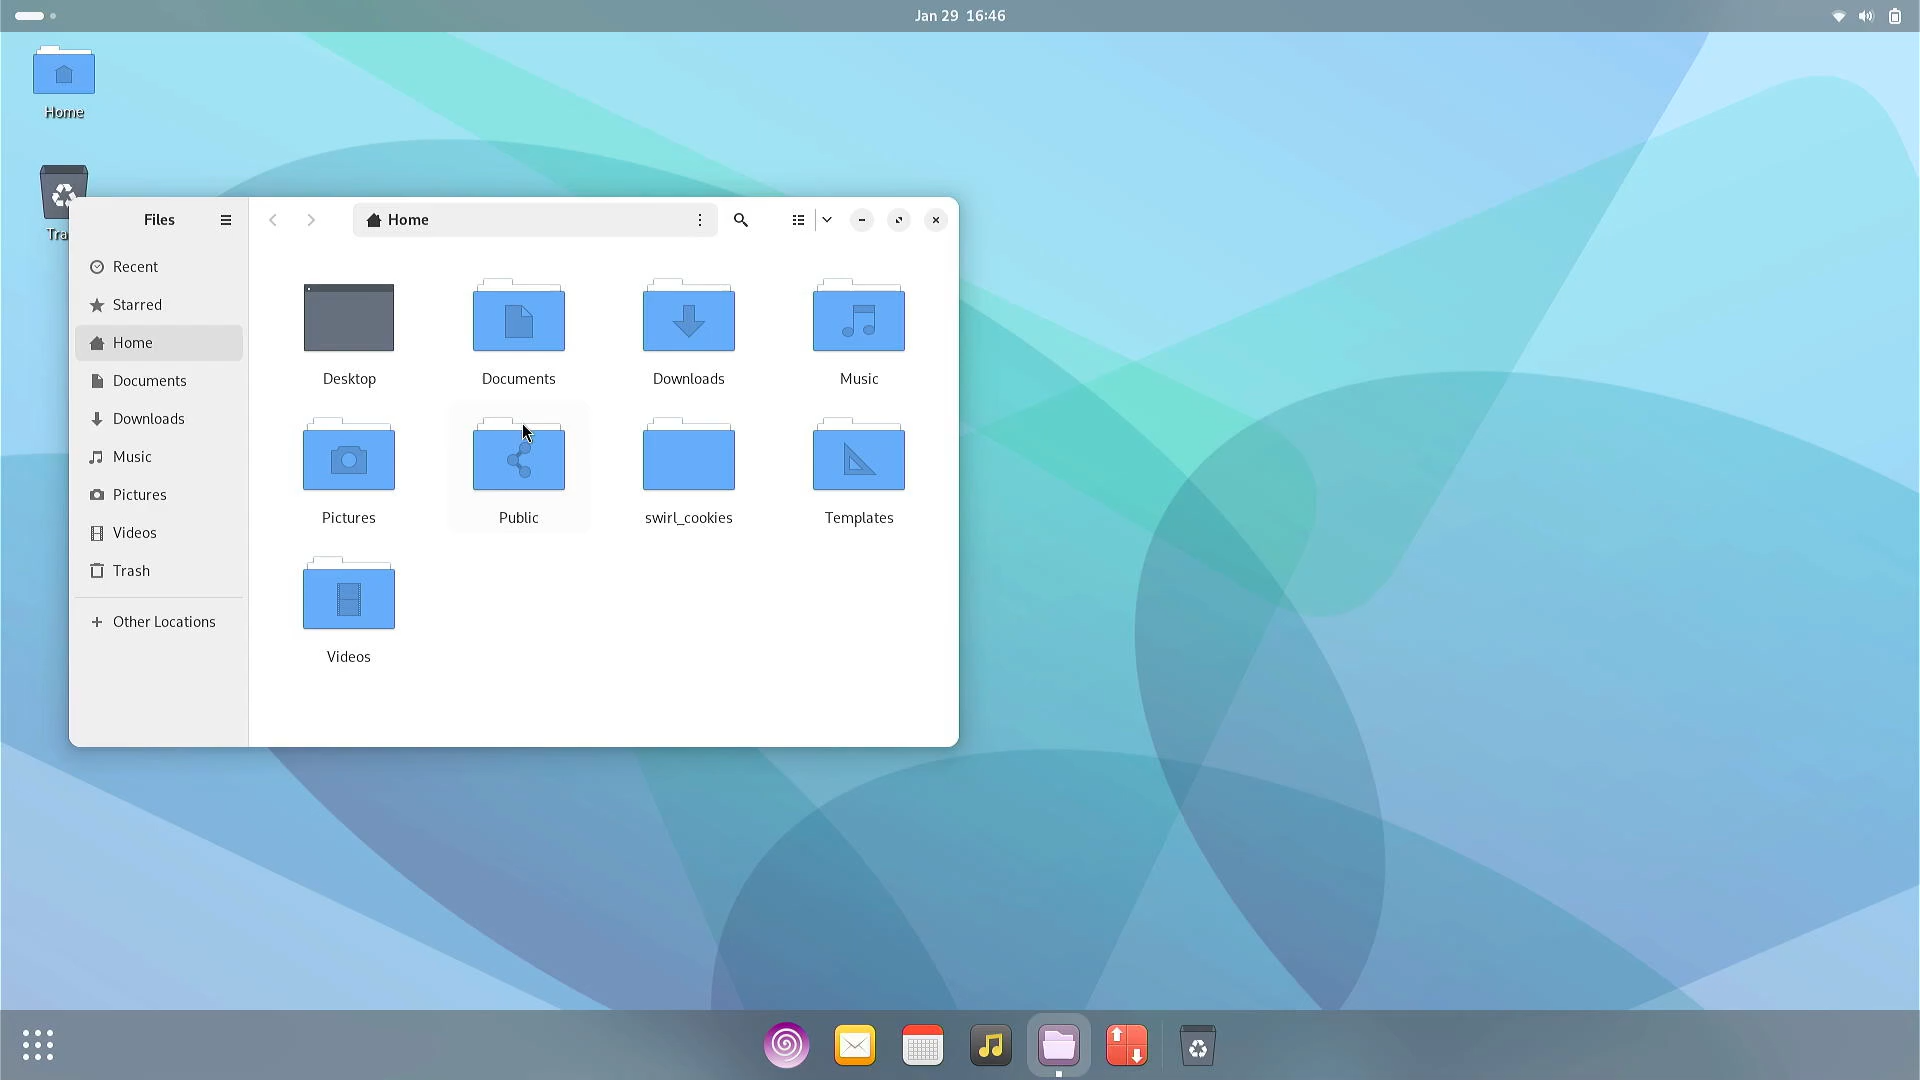 Jan 29 16:46
Home
Tra
Files
Home
Recent
Starred
Home
Documents
Downloads
Music
Pictures
Videos
Trash
Other Locations
Desktop
Documents
Downloads
Music
Pictures
Public
swirl_cookies
Templates
Videos